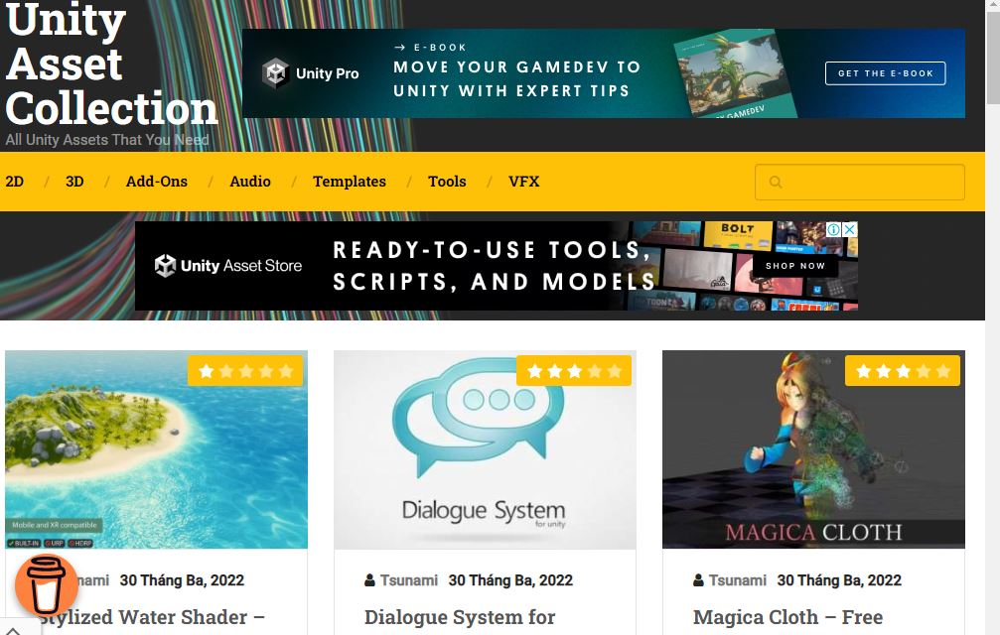 Unity
Asset
Collection
All Unity Assets That You Need
Unity Pro
→ E-BOOK
MOVE YOUR GAMEDEV TO
UNITY WITH EXPERT TIPS
GAMEDEV
GET THE E-BOOK
2D / 3D / Add-Ons / Audio / Templates / Tools / VFX
Unity Asset Store
READY-TO-USE TOOLS,
SCRIPTS, AND MODELS
BOLT
Gaia
TOON
SHOP NOW
Mobile and XR compatible
BUILT-IN URP HDRP
Dialogue System
for unity
MAGICA CLOTH
nami 30 Tháng Ba, 2022
Tsunami 30 Tháng Ba, 2022
Tsunami 30 Tháng Ba, 2022
Stylized Water Shader –
Dialogue System for
Magica Cloth – Free